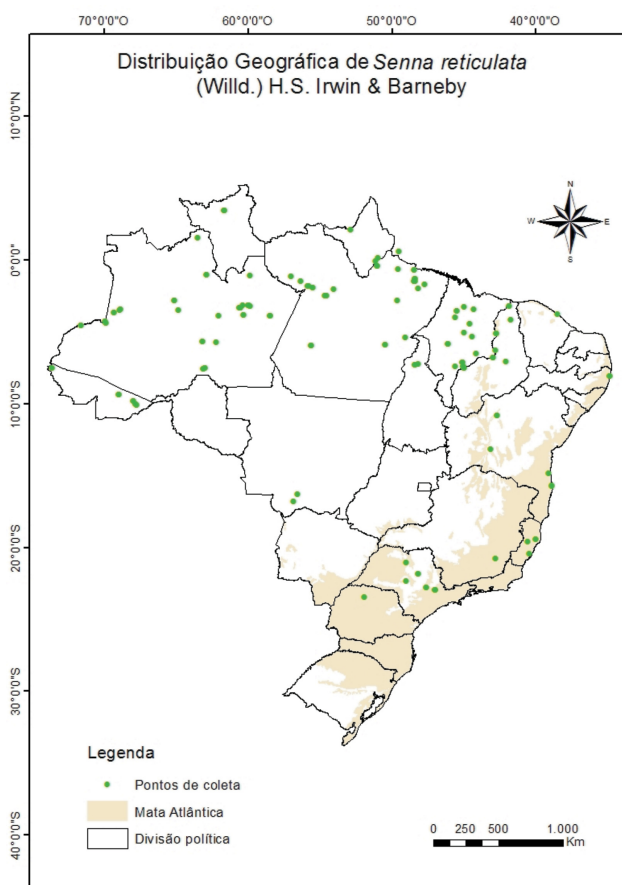 70°0'0"W 60°0'0"W 50°0'0"W 40°0'0"W
Distribuição Geográfica de Senna reticulata
(Willd.) H.S. Irwin & Barneby
10°0'0"N
N
W E
S
0°0'0"
10°0'0"S
20°0'0"S
30°0'0"S
40°0'0"S
Legenda
Pontos de coleta
Mata Atlântica
Divisão política
0 250 500 1.000
Km